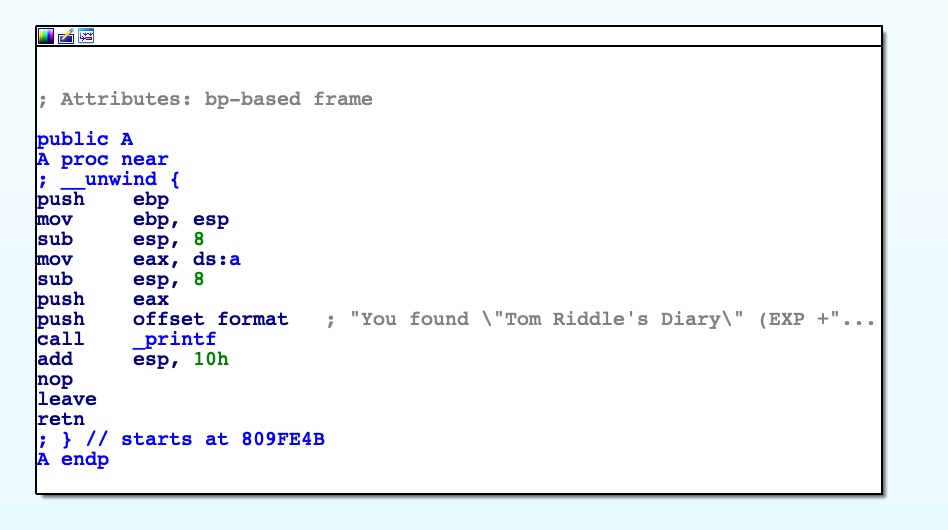 ; Attributes: bp-based frame
public A
A proc near
; __unwind {
push    ebp
mov     ebp, esp
sub     esp, 8
mov     eax, ds:a
sub     esp, 8
push    eax
push    offset format   ; "You found \"Tom Riddle's Diary\" (EXP +"...
call    _printf
add     esp, 10h
nop
leave
retn
; } // starts at 809FE4B
A endp